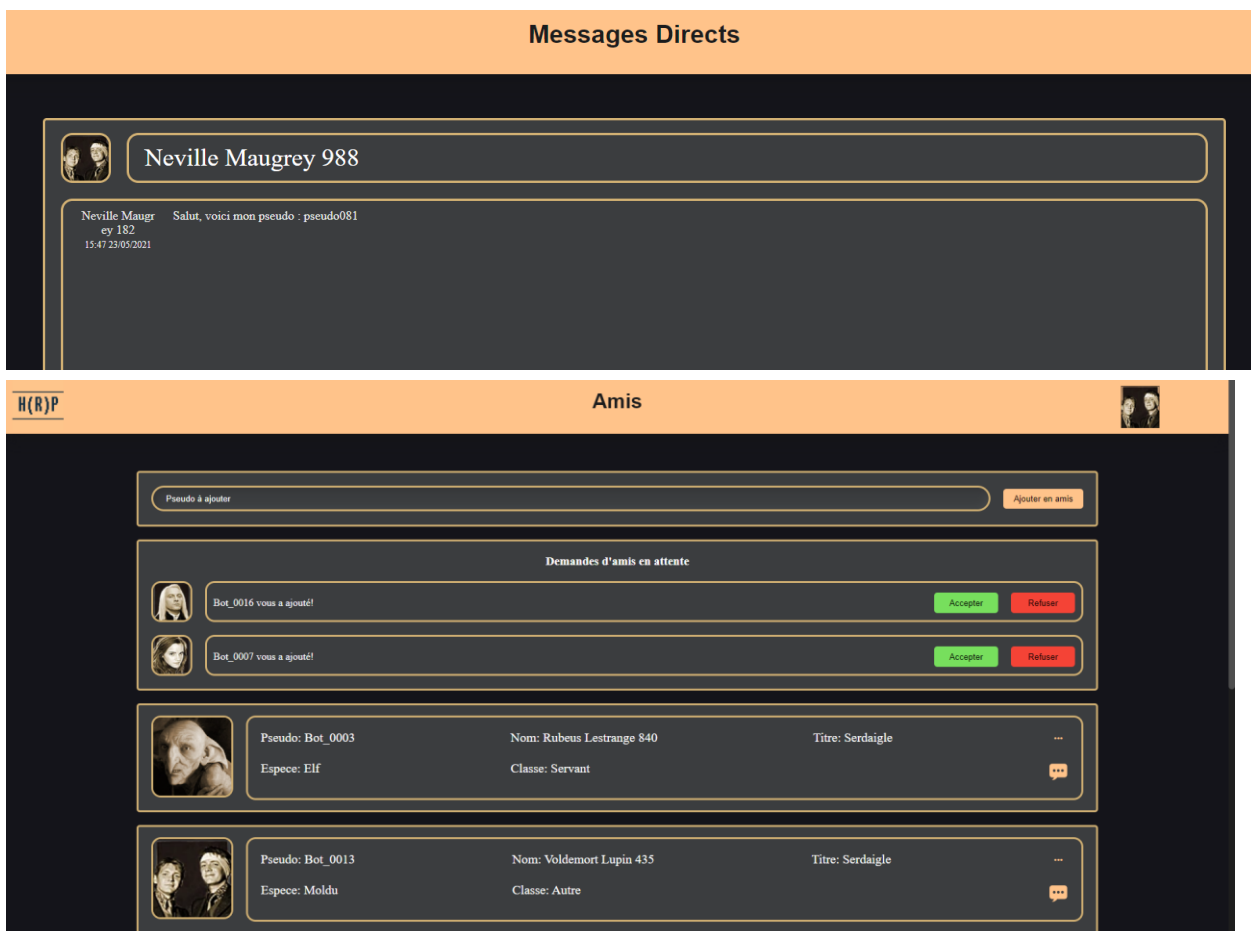 Messages Directs
Neville Maugrey 988
Neville Maugr
ey 182
15:47 23/05/2021
Salut, voici mon pseudo : pseudo081
H(R)P
Amis
Pseudo à ajouter
Ajouter en amis
Demandes d'amis en attente
Bot_0016 vous a ajouté!
Accepter
Refuser
Bot_0007 vous a ajouté!
Accepter
Refuser
Pseudo: Bot_0003
Nom: Rubeus Lestrange 840
Titre: Serdaigle
Espece: Elf
Classe: Servant
Pseudo: Bot_0013
Nom: Voldemort Lupin 435
Titre: Serdaigle
Espece: Moldu
Classe: Autre